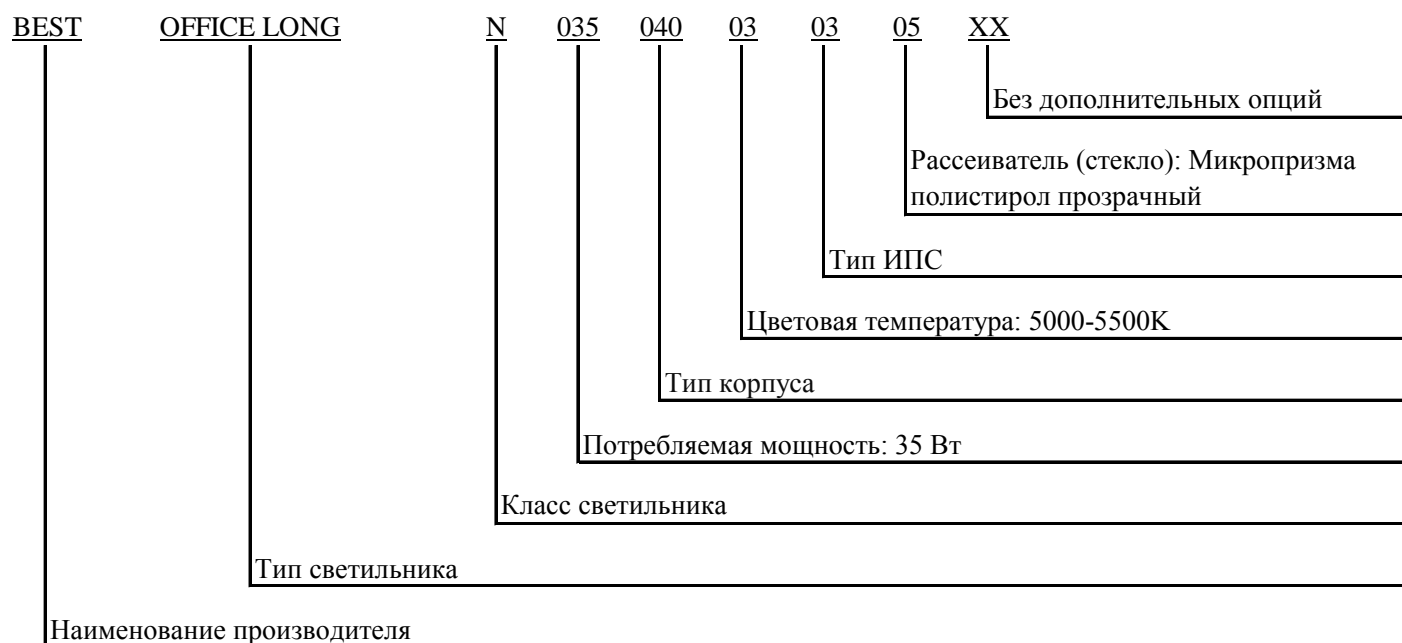 BEST OFFICE LONG N 035 040 03 03 05 XX
Без дополнительных опций
Рассеиватель (стекло): Микропризма
полистирол прозрачный
Тип ИПС
Цветовая температура: 5000-5500К
Тип корпуса
Потребляемая мощность: 35 Вт
Класс светильника
Тип светильника
Наименование производителя